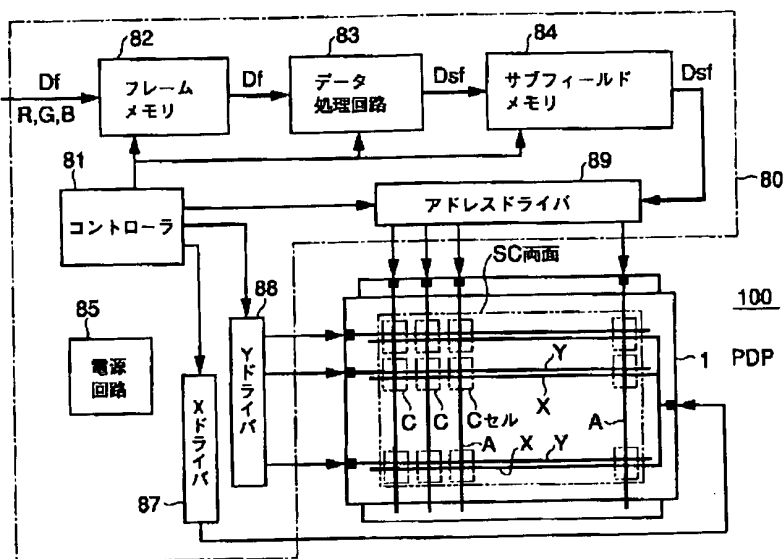 82
83
84
Df
フレーム
メモリ
Df
データ
処理回路
Dsf
サブフィールド
メモリ
Dsf
R,G,B
81
コントローラ
89
アドレスドライバ
80
SC両面
88
100
85
電源
回路
Yドライバ
Xドライバ
87
Y
1
PDP
C
C
Cセル
X
A
A
X
Y